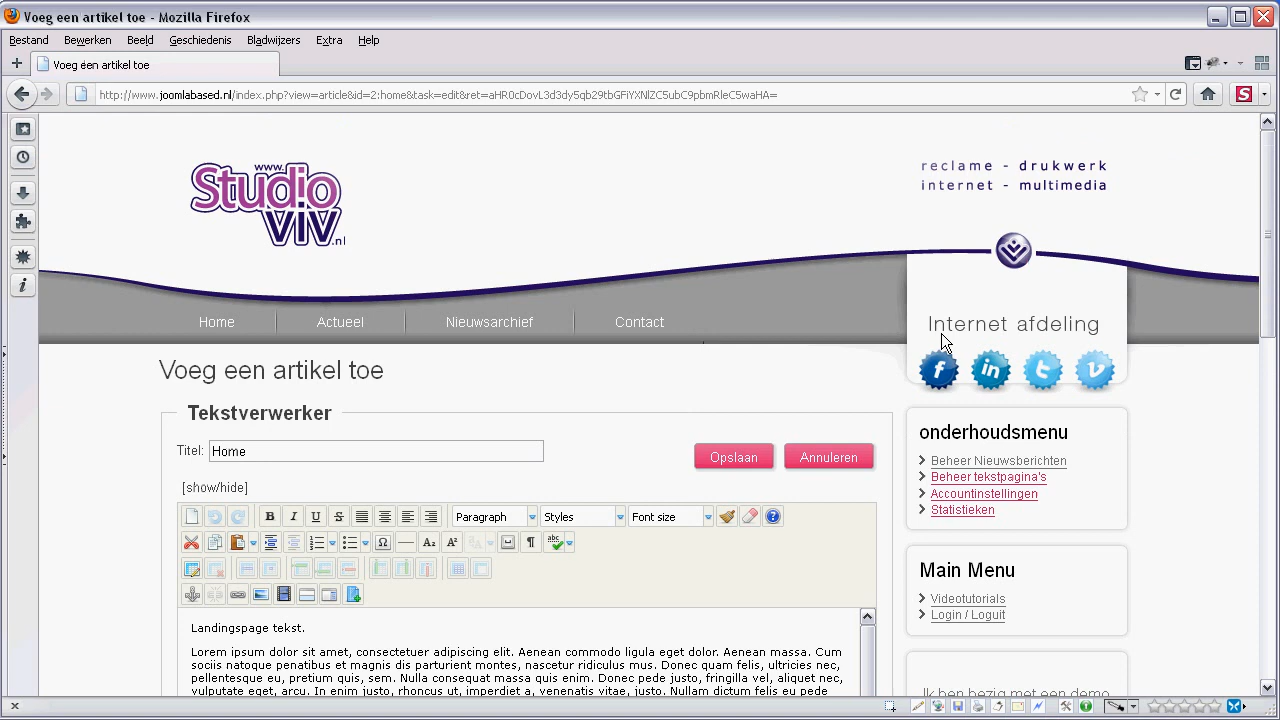 Voeg een artikel toe - Mozilla Firefox
Bestand Bewerken Beeld Geschiedenis Bladwijzers Extra Help
Voeg een artikel toe
http://www.joomlabased.nl/index.php?view=article&id=2:home&task=edit&ret=aHR0cDovL3d3dy5qb29tbGFiYXNlZC5ubC9pbmRleC5waHA=
www.
Studio
VIV.nl
reclame - drukwerk
internet - multimedia
Home Actueel Nieuwsarchief Contact
Internet afdeling
Voeg een artikel toe
Tekstverwerker
Titel: Home
Opslaan Annuleren
[show/hide]
Paragraph Styles Font size
Landingspage tekst.
Lorem ipsum dolor sit amet, consectetuer adipiscing elit. Aenean commodo ligula eget dolor. Aenean massa. Cum
sociis natoque penatibus et magnis dis parturient montes, nascetur ridiculus mus. Donec quam felis, ultricies nec,
pellentesque eu, pretium quis, sem. Nulla consequat massa quis enim. Donec pede justo, fringilla vel, aliquet nec,
vulputate eget, arcu. In enim justo, rhoncus ut, imperdiet a, venenatis vitae, justo. Nullam dictum felis eu pede
onderhoudsmenu
Beheer Nieuwsberichten
Beheer tekstpagina's
Accountinstellingen
Statistieken
Main Menu
Videotutorials
Login / Loguit
Ik ben bezig met een demo